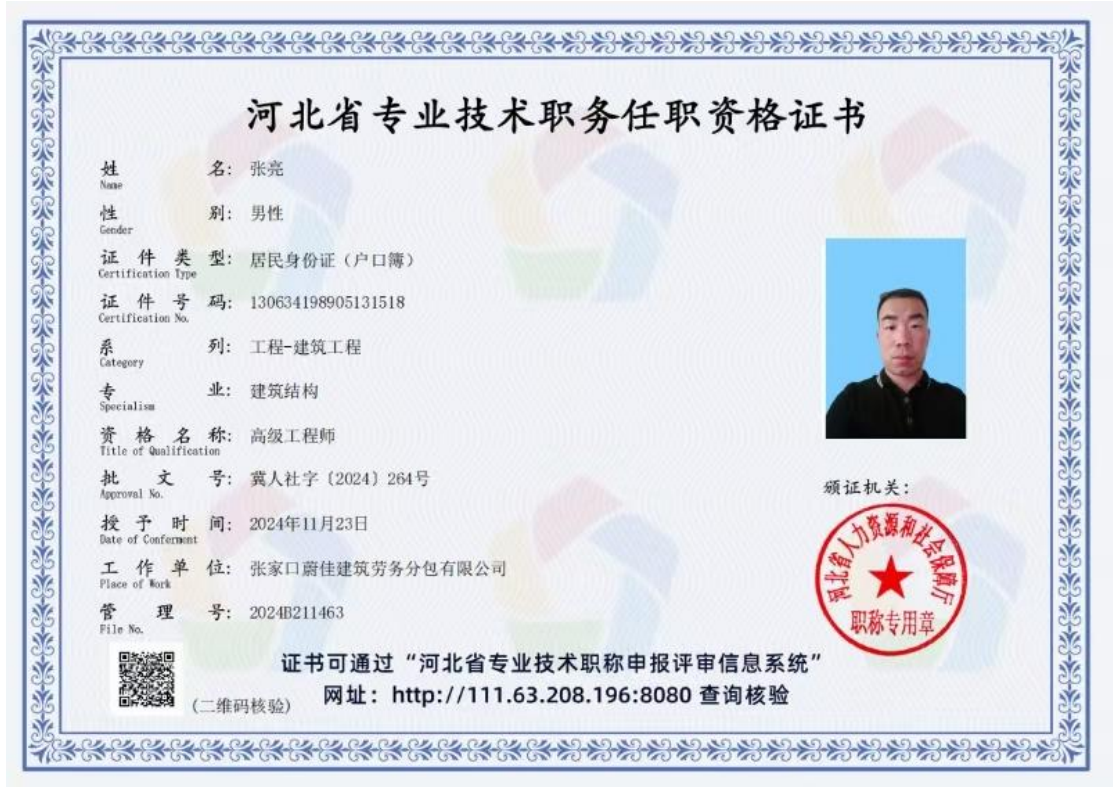 河北省专业技术职务任职资格证书
姓名： 张亮
Name
性别： 男性
Gender
证件类型： 居民身份证（户口簿）
Certification Type
证件号码： 130634198905131518
Certification No.
系列： 工程-建筑工程
Category
专业： 建筑结构
Specialism
资格名称： 高级工程师
Title of Qualification
批文号： 冀人社字〔2024〕264号
Approval No.
授予时间： 2024年11月23日
Date of Conferment
工作单位： 张家口蔚佳建筑劳务分包有限公司
Place of Work
管理号： 2024B211463
File No.
颁证机关：
河北省人力资源和社会保障厅
职称专用章
(二维码核验)
证书可通过“河北省专业技术职称申报评审信息系统”
网址：http://111.63.208.196:8080 查询核验